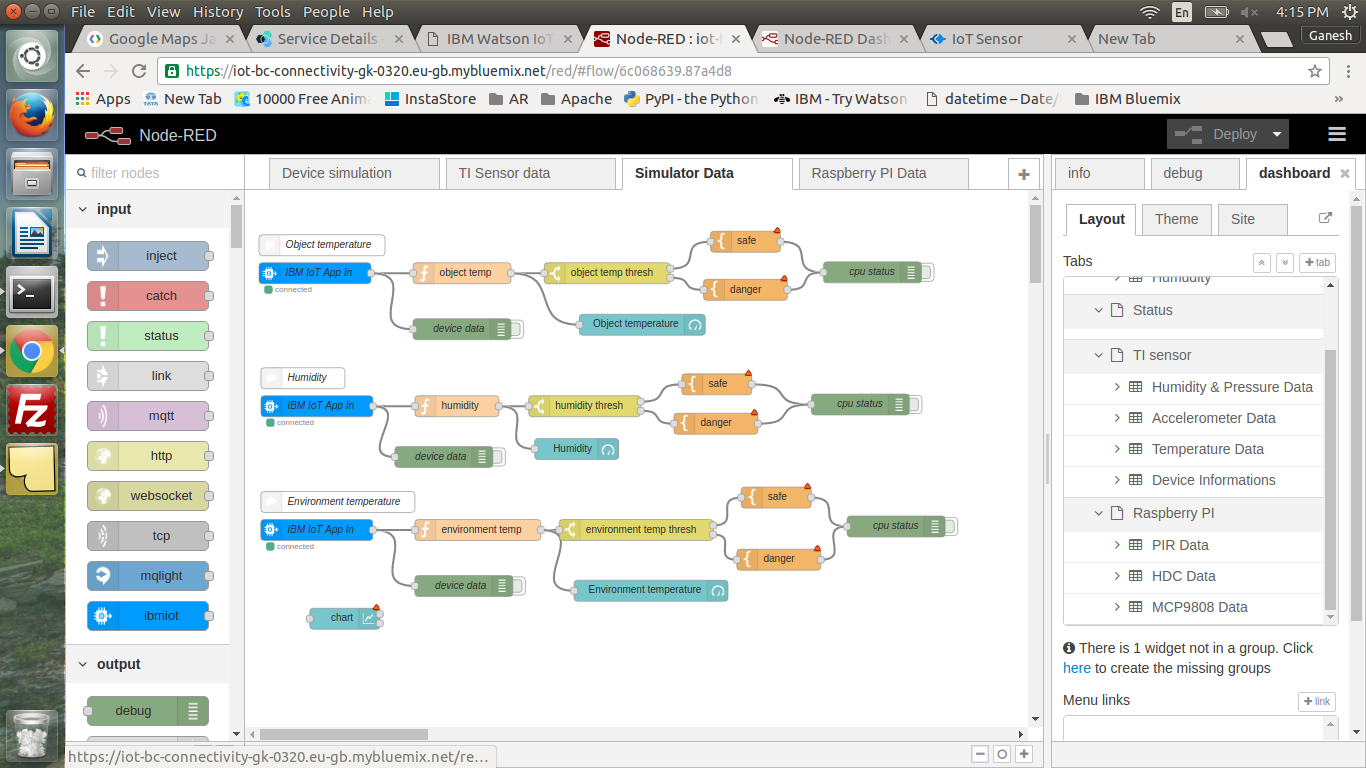 File Edit View History Tools People Help
En
4:15 PM
Google Maps Ja
Service Details -
IBM Watson IoT
Node-RED : iot-
Node-RED Dash
IoT Sensor
New Tab
Ganesh
https://iot-bc-connectivity-gk-0320.eu-gb.mybluemix.net/red/#flow/6c068639.87a4d8
Apps
TATA
New Tab
10000 Free Anima
InstaStore
AR
Apache
PyPI - the Python
IBM - Try Watson
datetime – Date/
IBM Bluemix
»
Node-RED
Deploy
filter nodes
Device simulation
TI Sensor data
Simulator Data
Raspberry PI Data
info
debug
dashboard
input
inject
catch
status
link
mqtt
http
websocket
tcp
mqlight
ibmiot
output
debug
Object temperature
IBM IoT App In
connected
object temp
object temp thresh
safe
danger
cpu status
device data
Object temperature
Humidity
IBM IoT App In
connected
humidity
humidity thresh
safe
danger
cpu status
device data
Humidity
Environment temperature
IBM IoT App In
connected
environment temp
environment temp thresh
safe
danger
cpu status
device data
Environment temperature
chart
Layout
Theme
Site
Tabs
tab
Humidity
Status
TI sensor
Humidity & Pressure Data
Accelerometer Data
Temperature Data
Device Informations
Raspberry PI
PIR Data
HDC Data
MCP9808 Data
There is 1 widget not in a group. Click
here to create the missing groups
Menu links
link
https://iot-bc-connectivity-gk-0320.eu-gb.mybluemix.net/re...